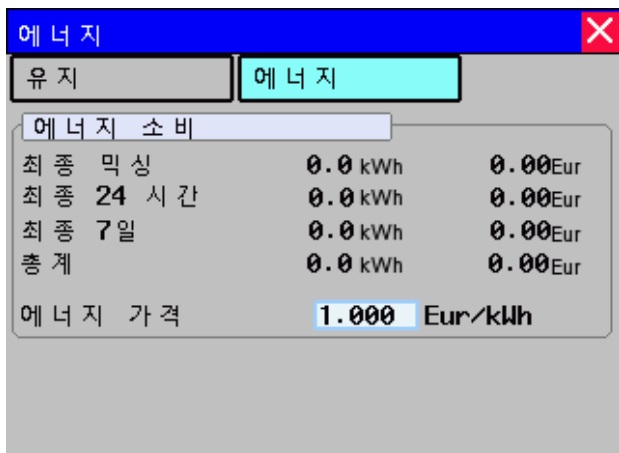 에너지
유지 에너지
에너지 소비
최종 믹싱 0.0 kWh 0.00Eur
최종 24 시간 0.0 kWh 0.00Eur
최종 7일 0.0 kWh 0.00Eur
총계 0.0 kWh 0.00Eur
에너지 가격 1.000 Eur/kWh